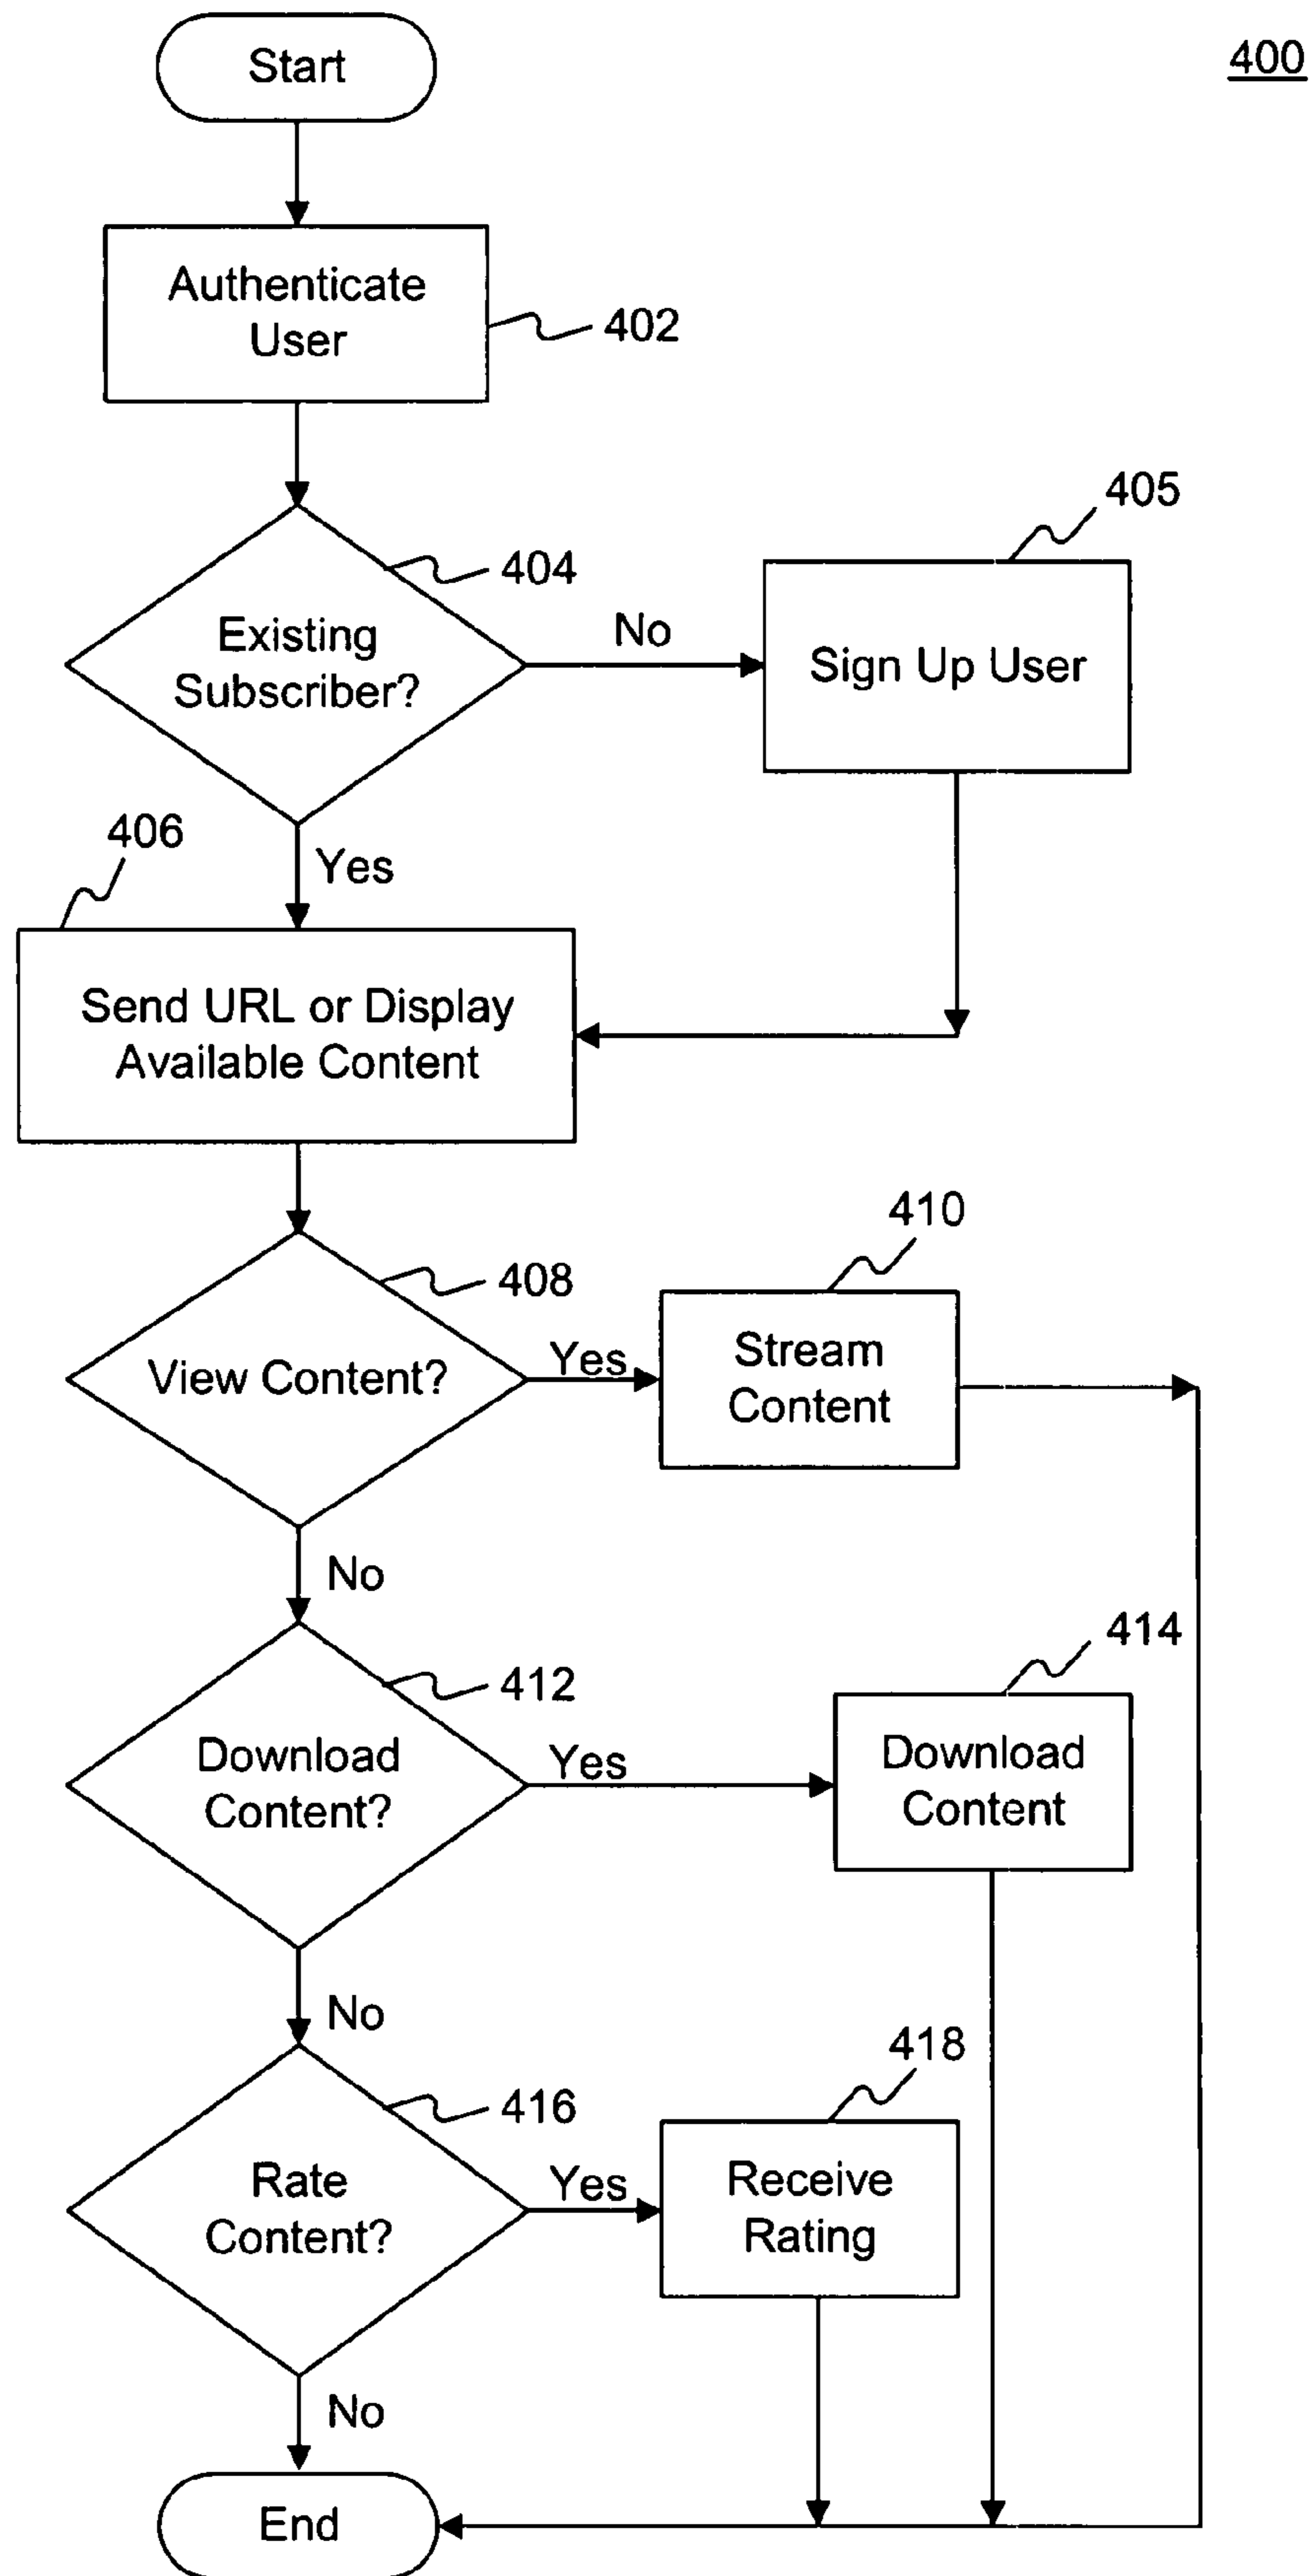 Start
400
Authenticate
User
402
405
404
Existing
Subscriber?
No
Sign Up User
406
Yes
Send URL or Display
Available Content
410
408
View Content?
Yes
Stream
Content
No
414
412
Download
Content?
Yes
Download
Content
No
418
416
Rate
Content?
Yes
Receive
Rating
No
End